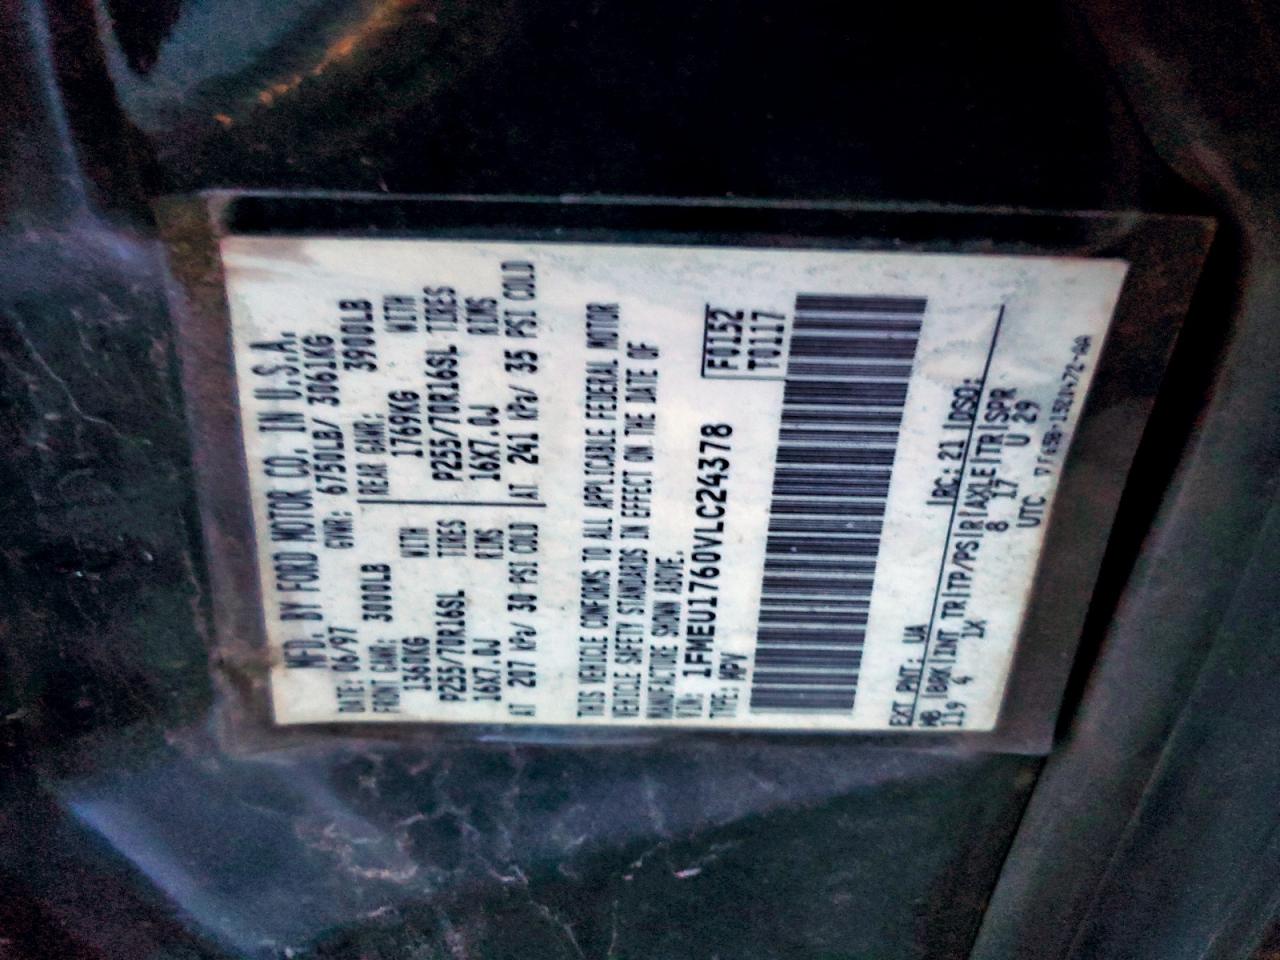 MFD. BY FORD MOTOR CO. IN U.S.A.
DATE: 06/97 GVWR: 6750LB/ 3061KG
FRONT GAWR: 3000LB REAR GAWR: 3900LB
1360KG WITH 1769KG WITH
P255/70R16SL TIRES P255/70R16SL TIRES
16X7.0J RIMS 16X7.0J RIMS
AT 207 kPa/ 30 PSI COLD AT 241 kPa/ 35 PSI COLD
THIS VEHICLE CONFORMS TO ALL APPLICABLE FEDERAL MOTOR
VEHICLE SAFETY STANDARDS IN EFFECT ON THE DATE OF
MANUFACTURE SHOWN ABOVE.
VIN: 1FMEU1760VLC24378 F0152
TYPE: MPV T0117
EXT PNT: UA RC: 21 DSO:
WB BRK INT TR TP/PS R AXLE TR SPR
119 4 1X 8 17 U 29
UTC